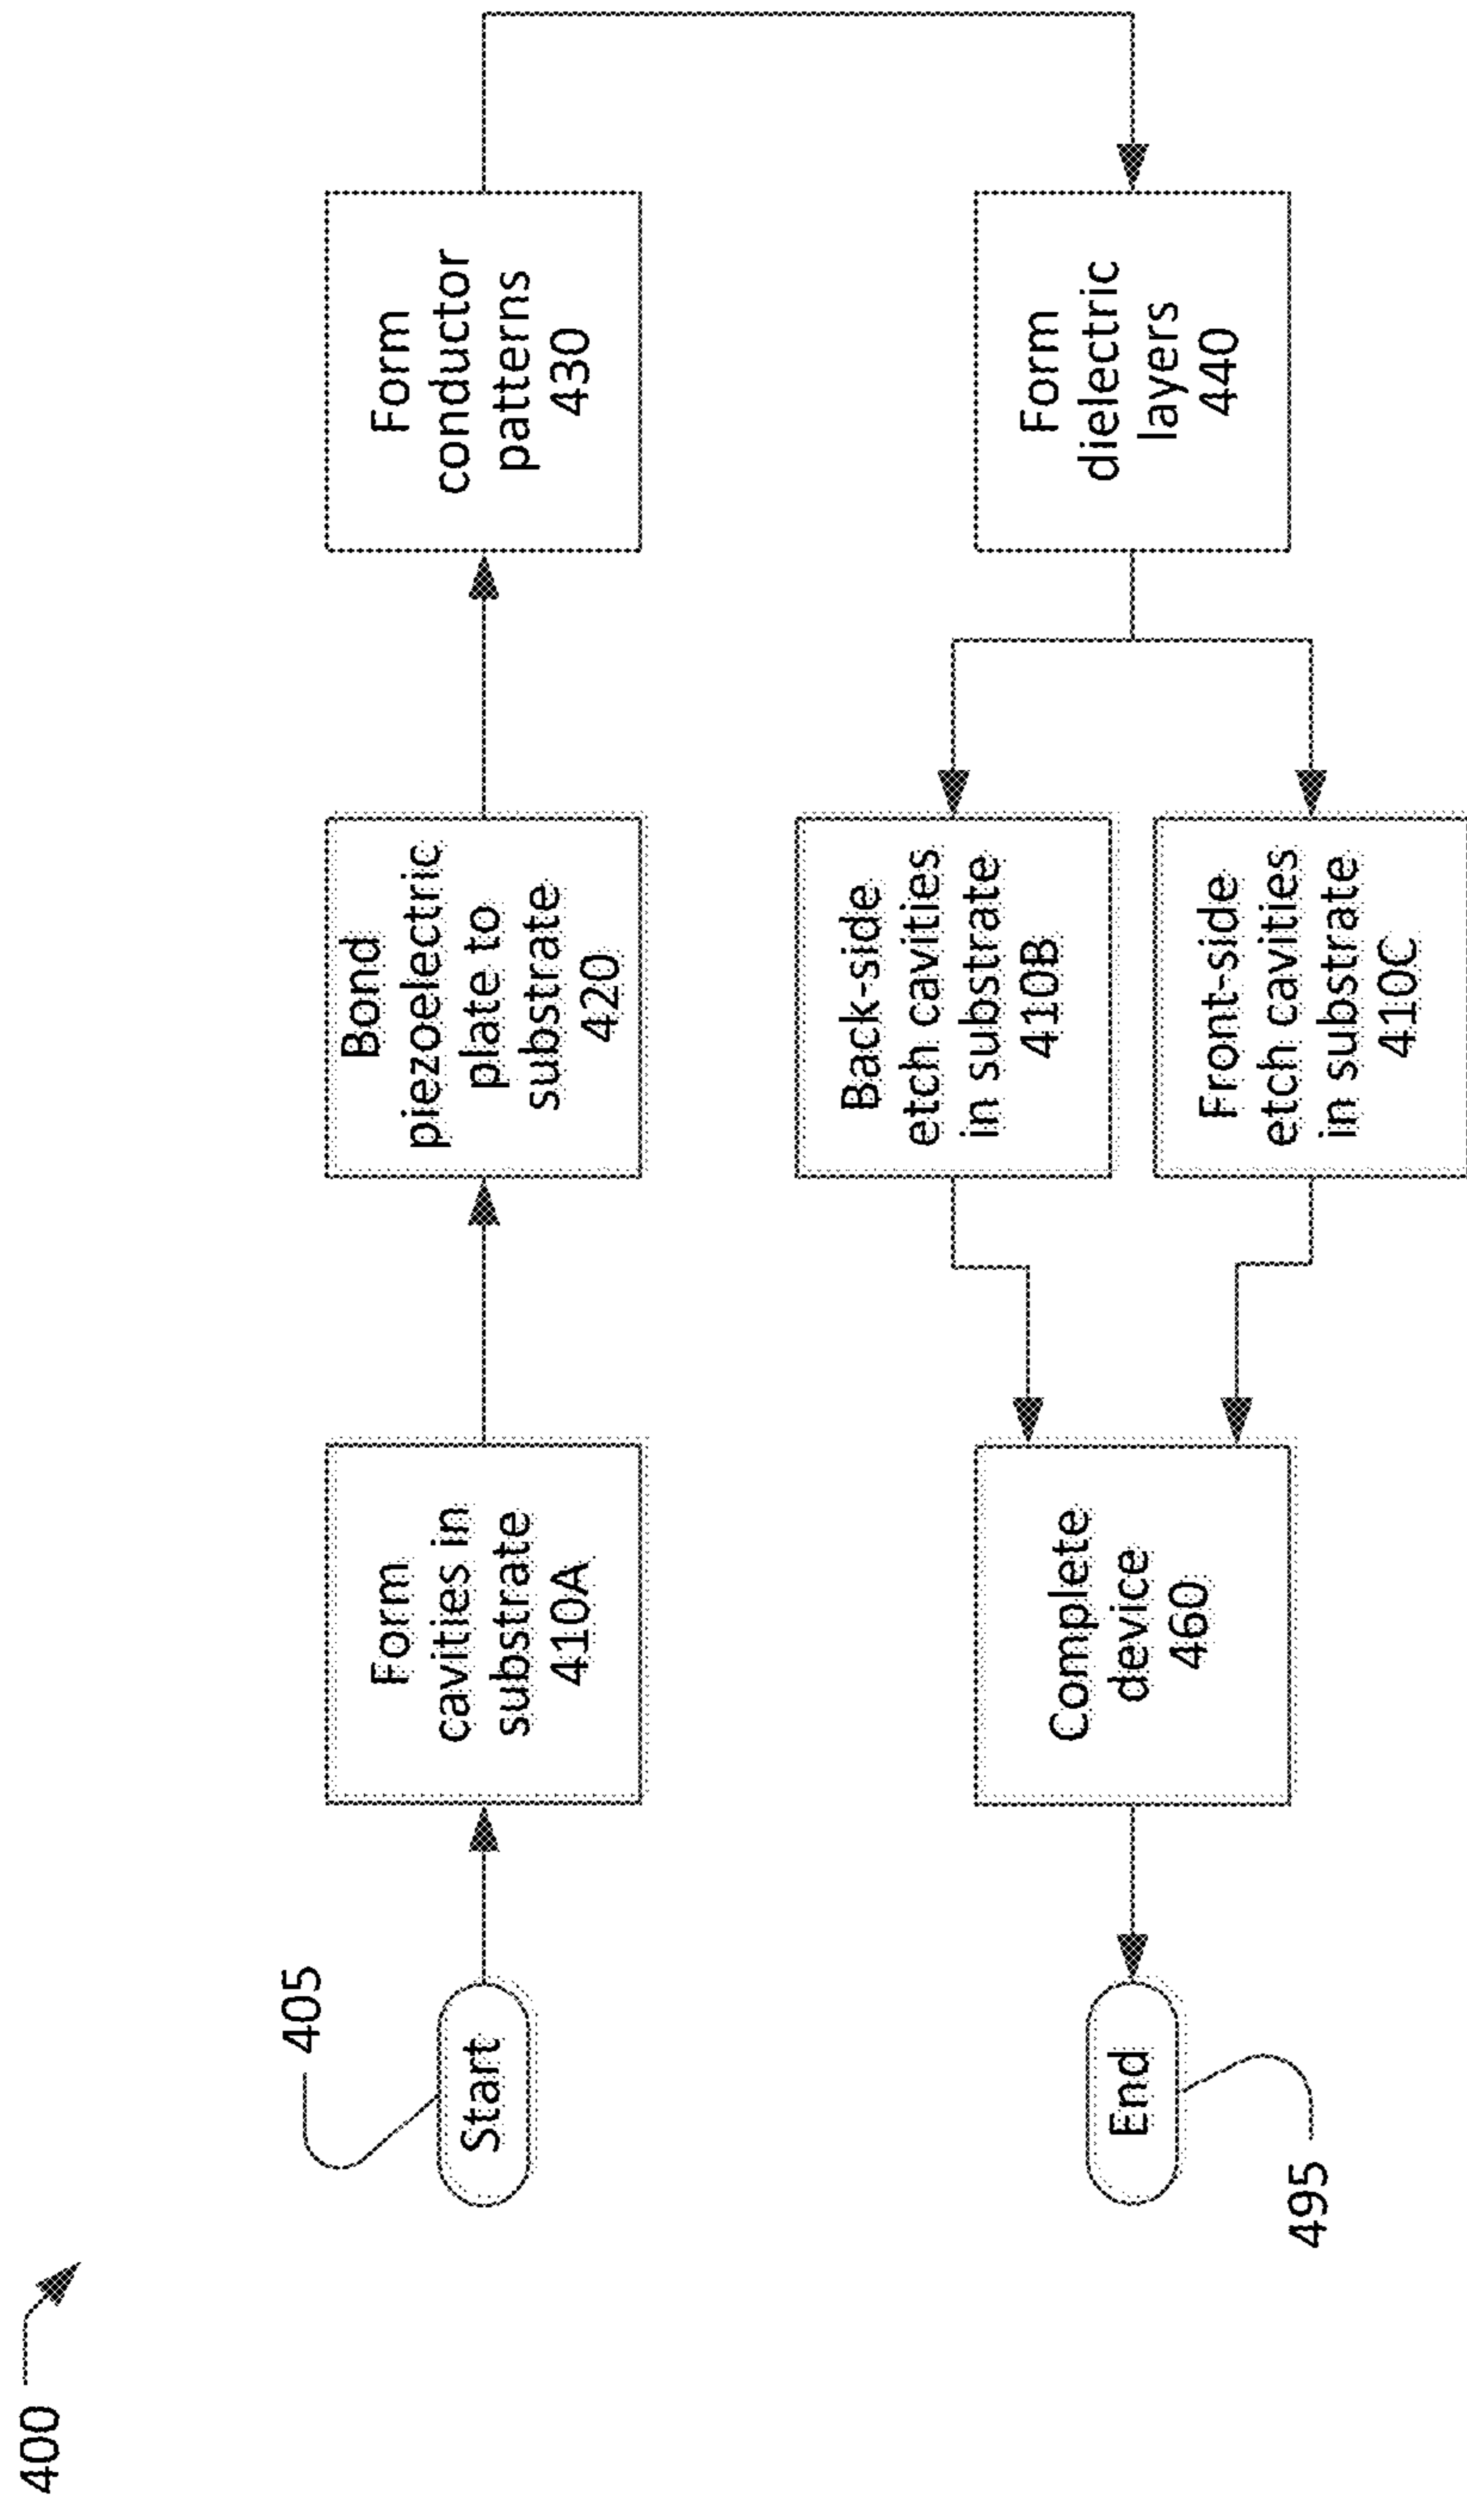 400
405
Start
Form
cavities in
substrate
410A
Bond
piezoelectric
plate to
substrate
420
Form
conductor
patterns
430
Form
dielectric
layers
440
Back-side
etch cavities
in substrate
410B
Front-side
etch cavities
in substrate
410C
Complete
device
460
End
495